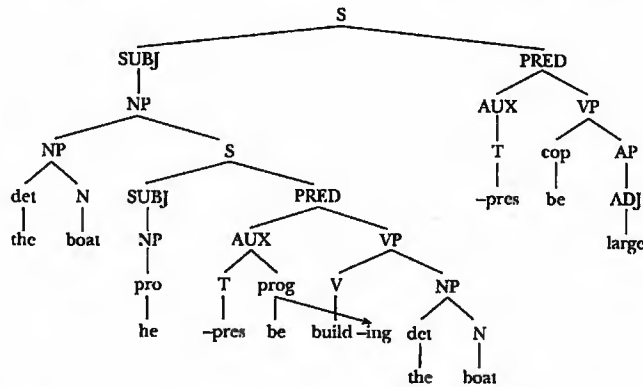 S
SUBJ PRED
NP AUX VP
NP S T cop AP
det N SUBJ PRED –pres be ADJ
the boat NP AUX VP large
pro T prog V NP
he –pres be build –ing det N
the boat